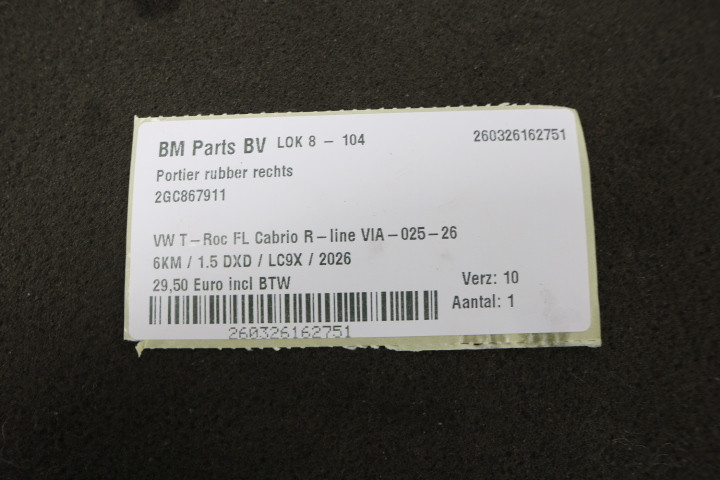 BM Parts BV LOK 8 - 104 260326162751
Portier rubber rechts
2GC867911
VW T-Roc FL Cabrio R-line VIA-025-26
6KM / 1.5 DXD / LC9X / 2026
29,50 Euro incl BTW Verz: 10
Aantal: 1
260326162751